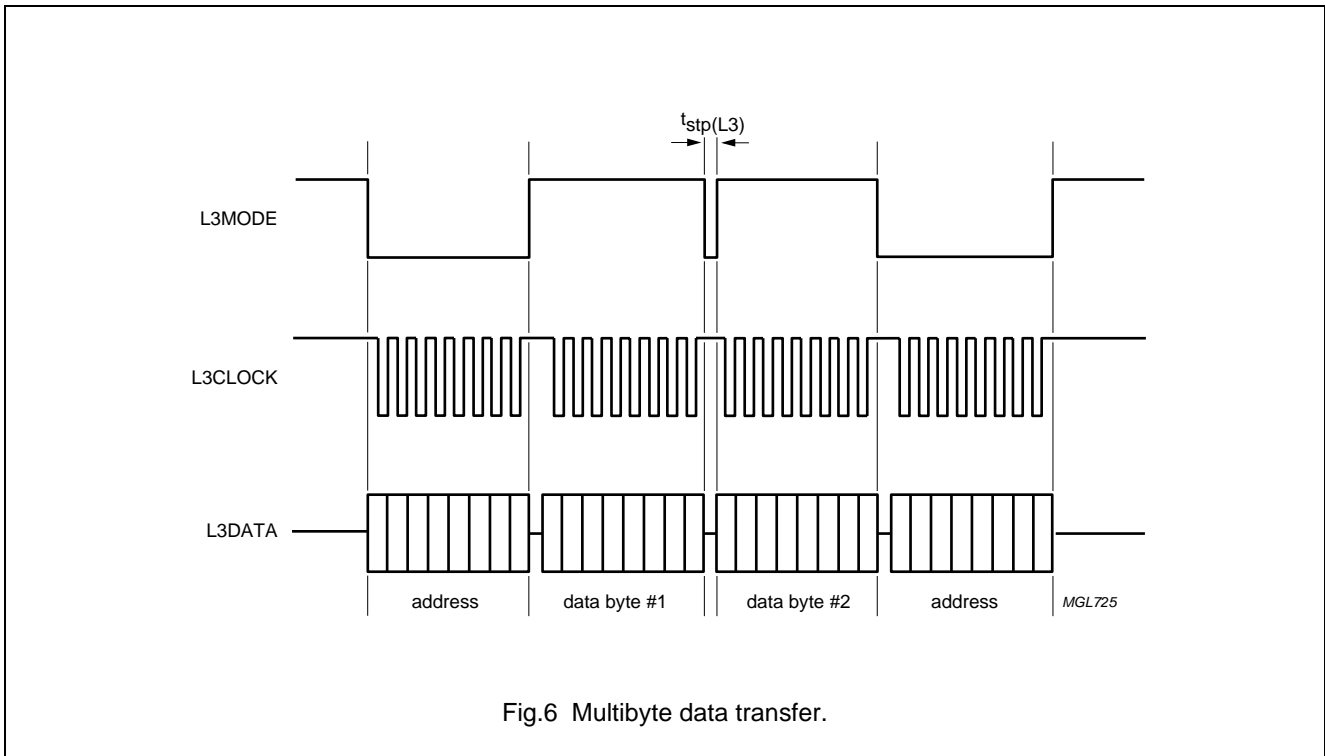 tstp(L3)
L3MODE
L3CLOCK
L3DATA
address
data byte #1
data byte #2
address
MGL725
Fig.6 Multibyte data transfer.